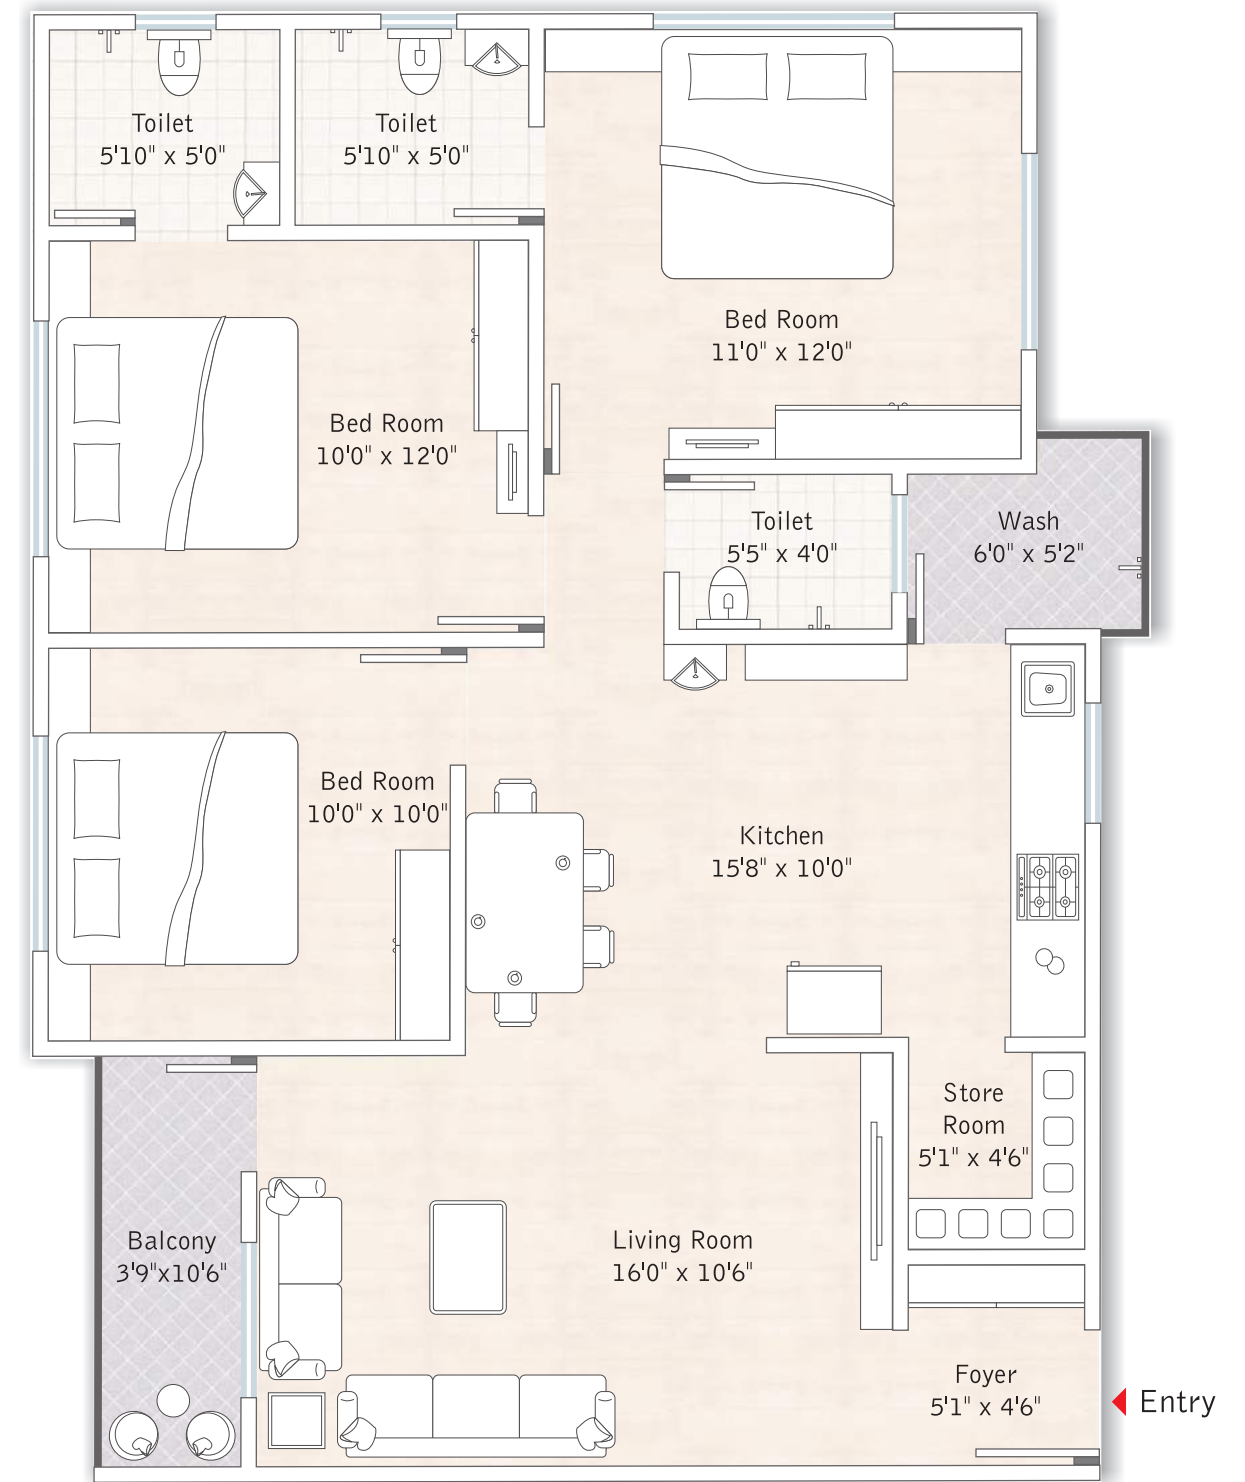 Toilet
5'10" x 5'0"
Toilet
5'10" x 5'0"
Bed Room
11'0" x 12'0"
Bed Room
10'0" x 12'0"
Toilet
5'5" x 4'0"
Wash
6'0" x 5'2"
Bed Room
10'0" x 10'0"
Kitchen
15'8" x 10'0"
Store
Room
5'1" x 4'6"
Balcony
3'9"x10'6"
Living Room
16'0" x 10'6"
Foyer
5'1" x 4'6"
Entry